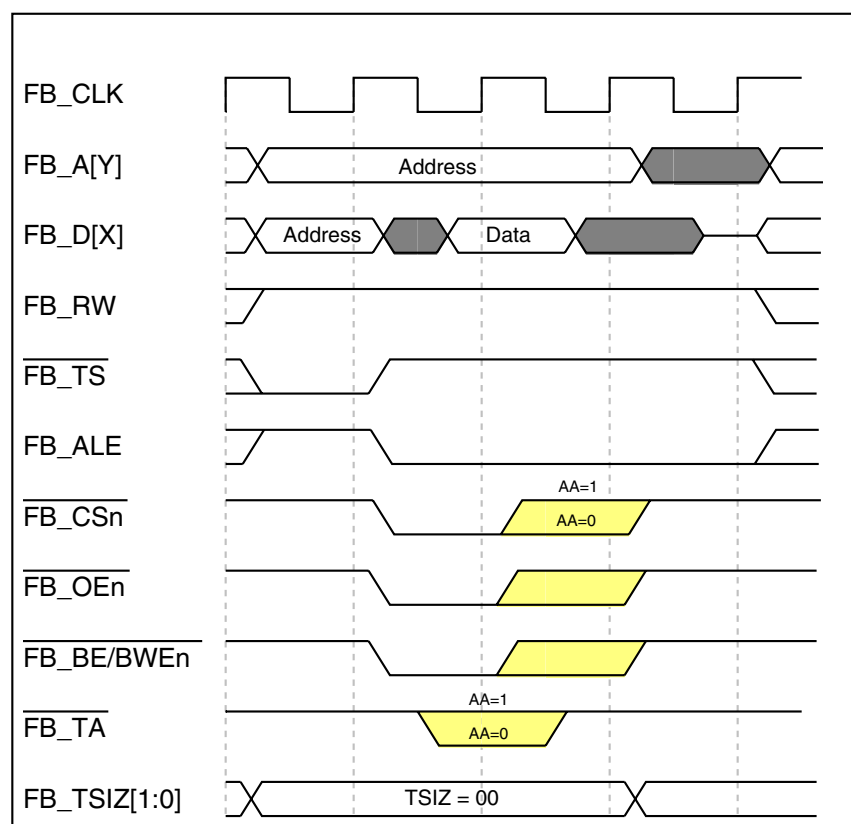 FB_CLK
FB_A[Y]
Address
FB_D[X]
Address
Data
FB_RW
FB_TS
FB_ALE
AA=1
FB_CSn
AA=0
FB_OEn
FB_BE/BWEn
AA=1
FB_TA
AA=0
FB_TSIZ[1:0]
TSIZ = 00